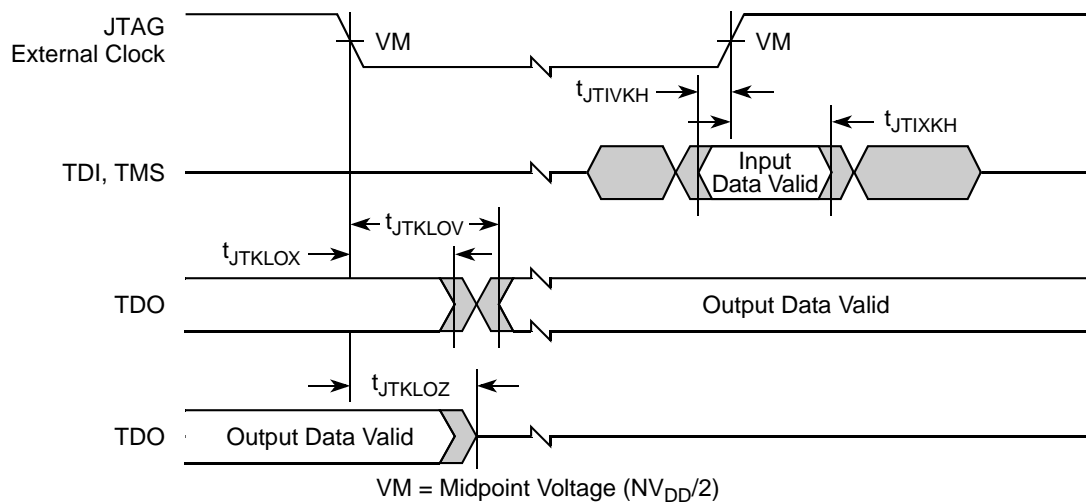 JTAG
External Clock
VM
VM
tJTIVKH
tJTIXKH
TDI, TMS
Input
Data Valid
tJTKLOV
tJTKLOX
TDO
Output Data Valid
tJTKLOZ
TDO
Output Data Valid
VM = Midpoint Voltage (NVDD/2)